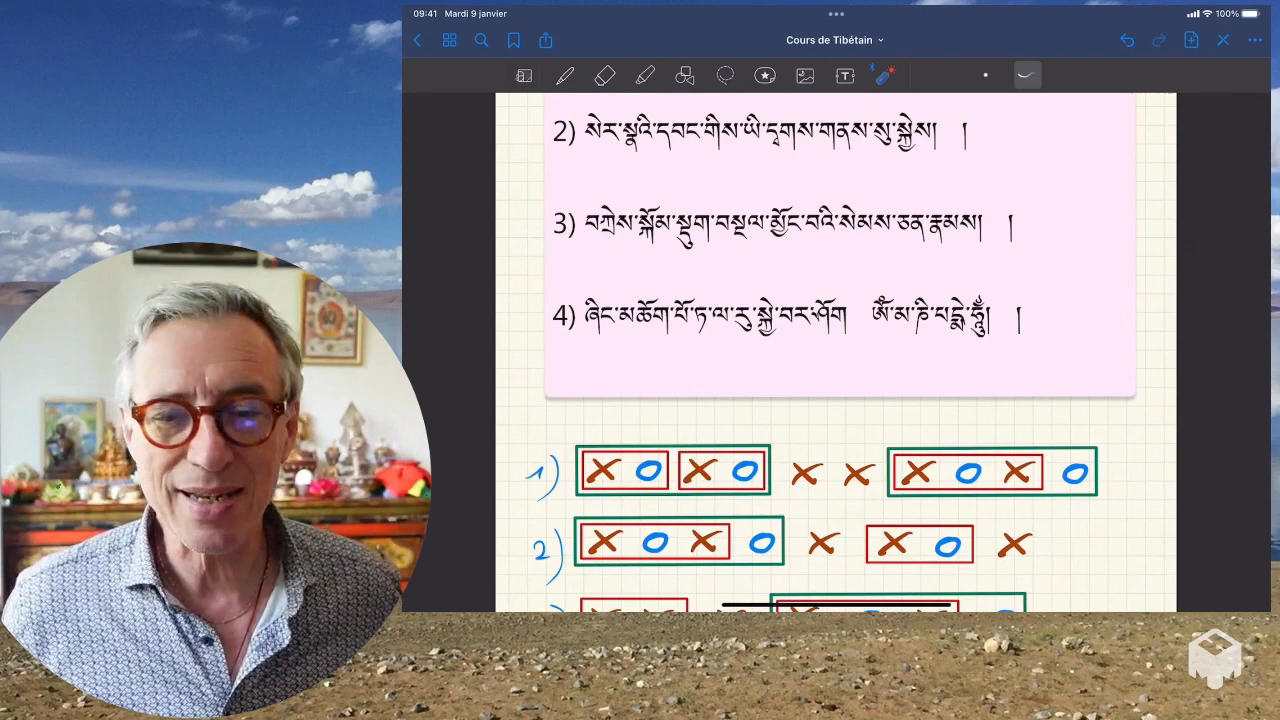 09:41 Mardi 9 janvier
100%
Cours de Tibétain
2) སེར་སྣའི་དབང་གིས་ཡི་དྭགས་གནས་སུ་སྐྱེས། །
3) བཀྲེས་སྐོམ་སྡུག་བསྔལ་མྱོང་བའི་སེམས་ཅན་རྣམས། །
4) ཞིང་མཆོག་པོ་ཏ་ལ་རུ་སྐྱེ་བར་ཤོག ཨོཾ་མ་ཎི་པདྨེ་ཧཱུྃ། །
1) X O X O X X X O X O
2) X O X O X X O X